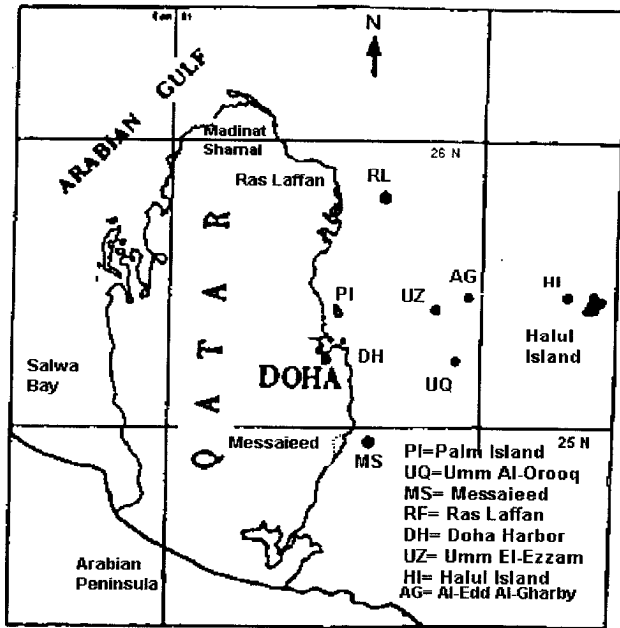 N
ARABIAN GULF
Madinat
Shamal
26 N
Ras Laffan
RL
QATAR
PI
UZ
AG
HI
Halul
Island
Salwa
Bay
DOHA
DH
UQ
Messaieed
MS
25 N
PI=Palm Island
UQ=Umm Al-Orooq
MS= Messaieed
RF= Ras Laffan
DH= Doha Harbor
UZ= Umm El-Ezzam
HI= Halul Island
AG= Al-Edd Al-Gharby
Arabian
Peninsula